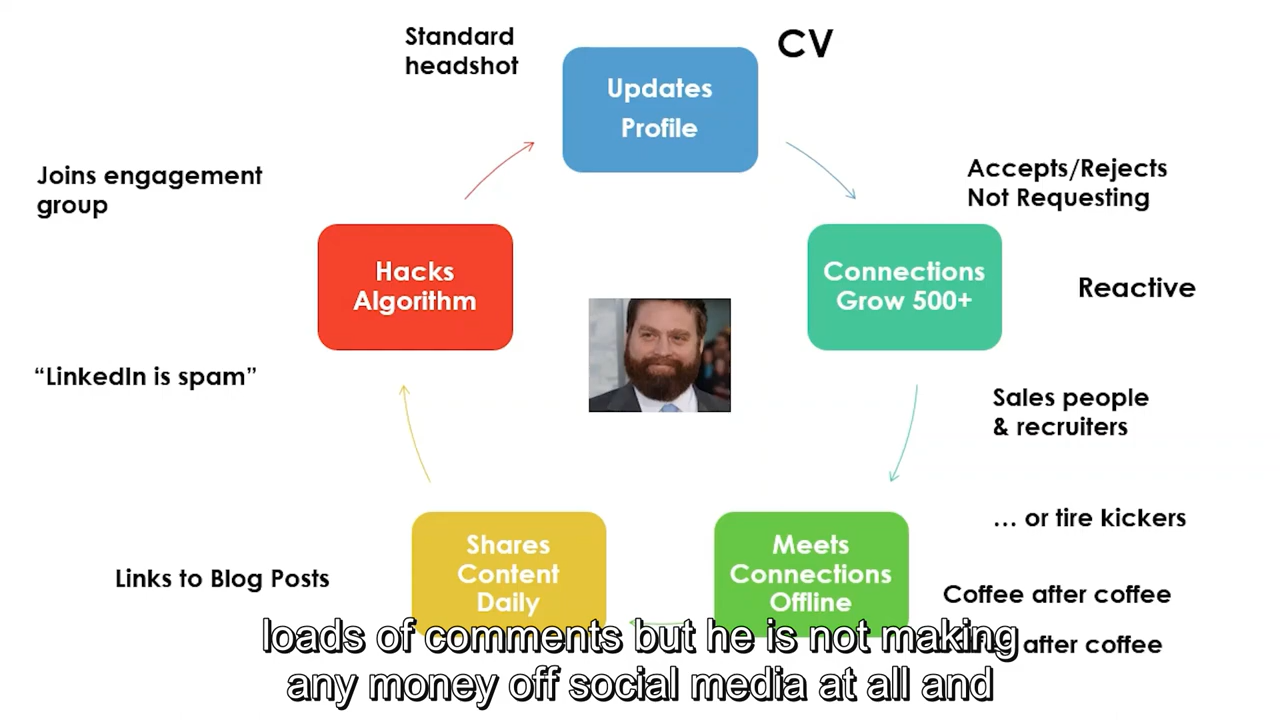 Standard
headshot
CV
Updates
Profile
Joins engagement
group
Accepts/Rejects
Not Requesting
Hacks
Algorithm
Connections
Grow 500+
Reactive
“LinkedIn is spam”
Sales people
& recruiters
... or tire kickers
Shares
Content
Daily
Meets
Connections
Offline
Links to Blog Posts
Coffee after coffee
after coffee
loads of comments but he is not making
any money off social media at all and